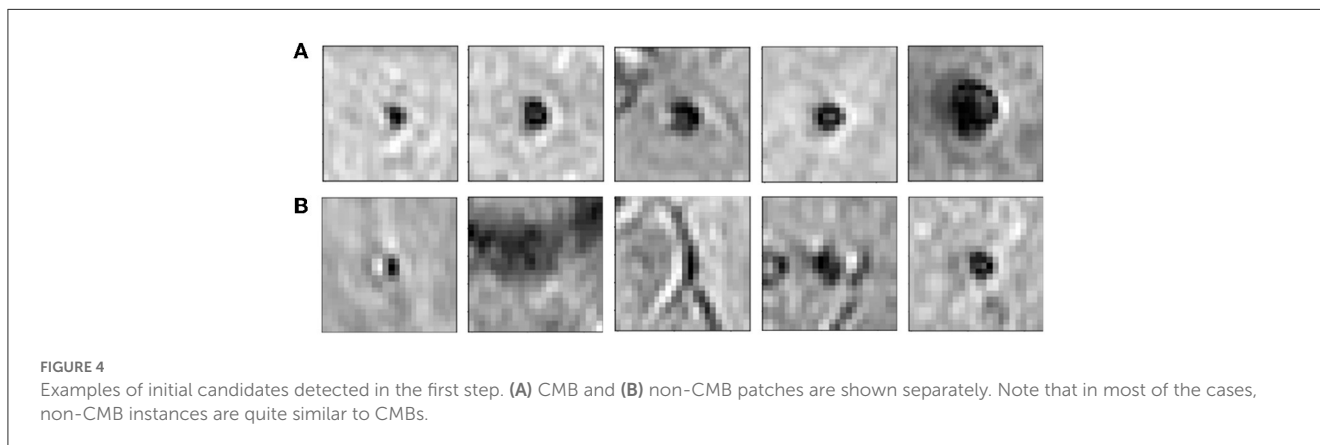 A
B
FIGURE 4
Examples of initial candidates detected in the first step. (A) CMB and (B) non-CMB patches are shown separately. Note that in most of the cases,
non-CMB instances are quite similar to CMBs.